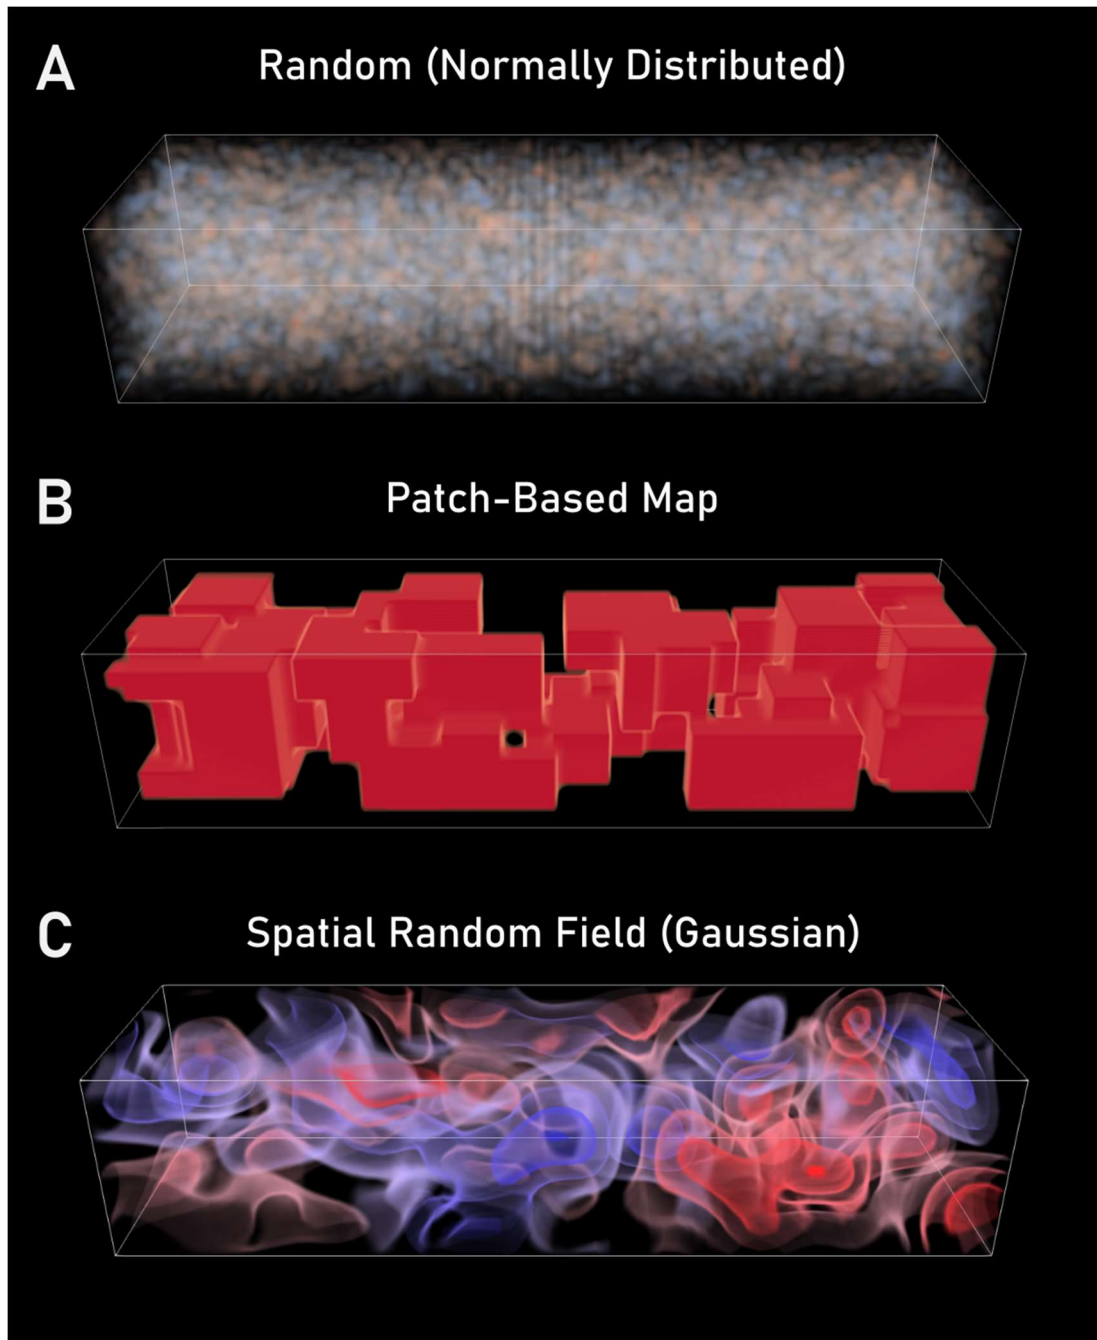 A
Random (Normally Distributed)
B
Patch-Based Map
C
Spatial Random Field (Gaussian)